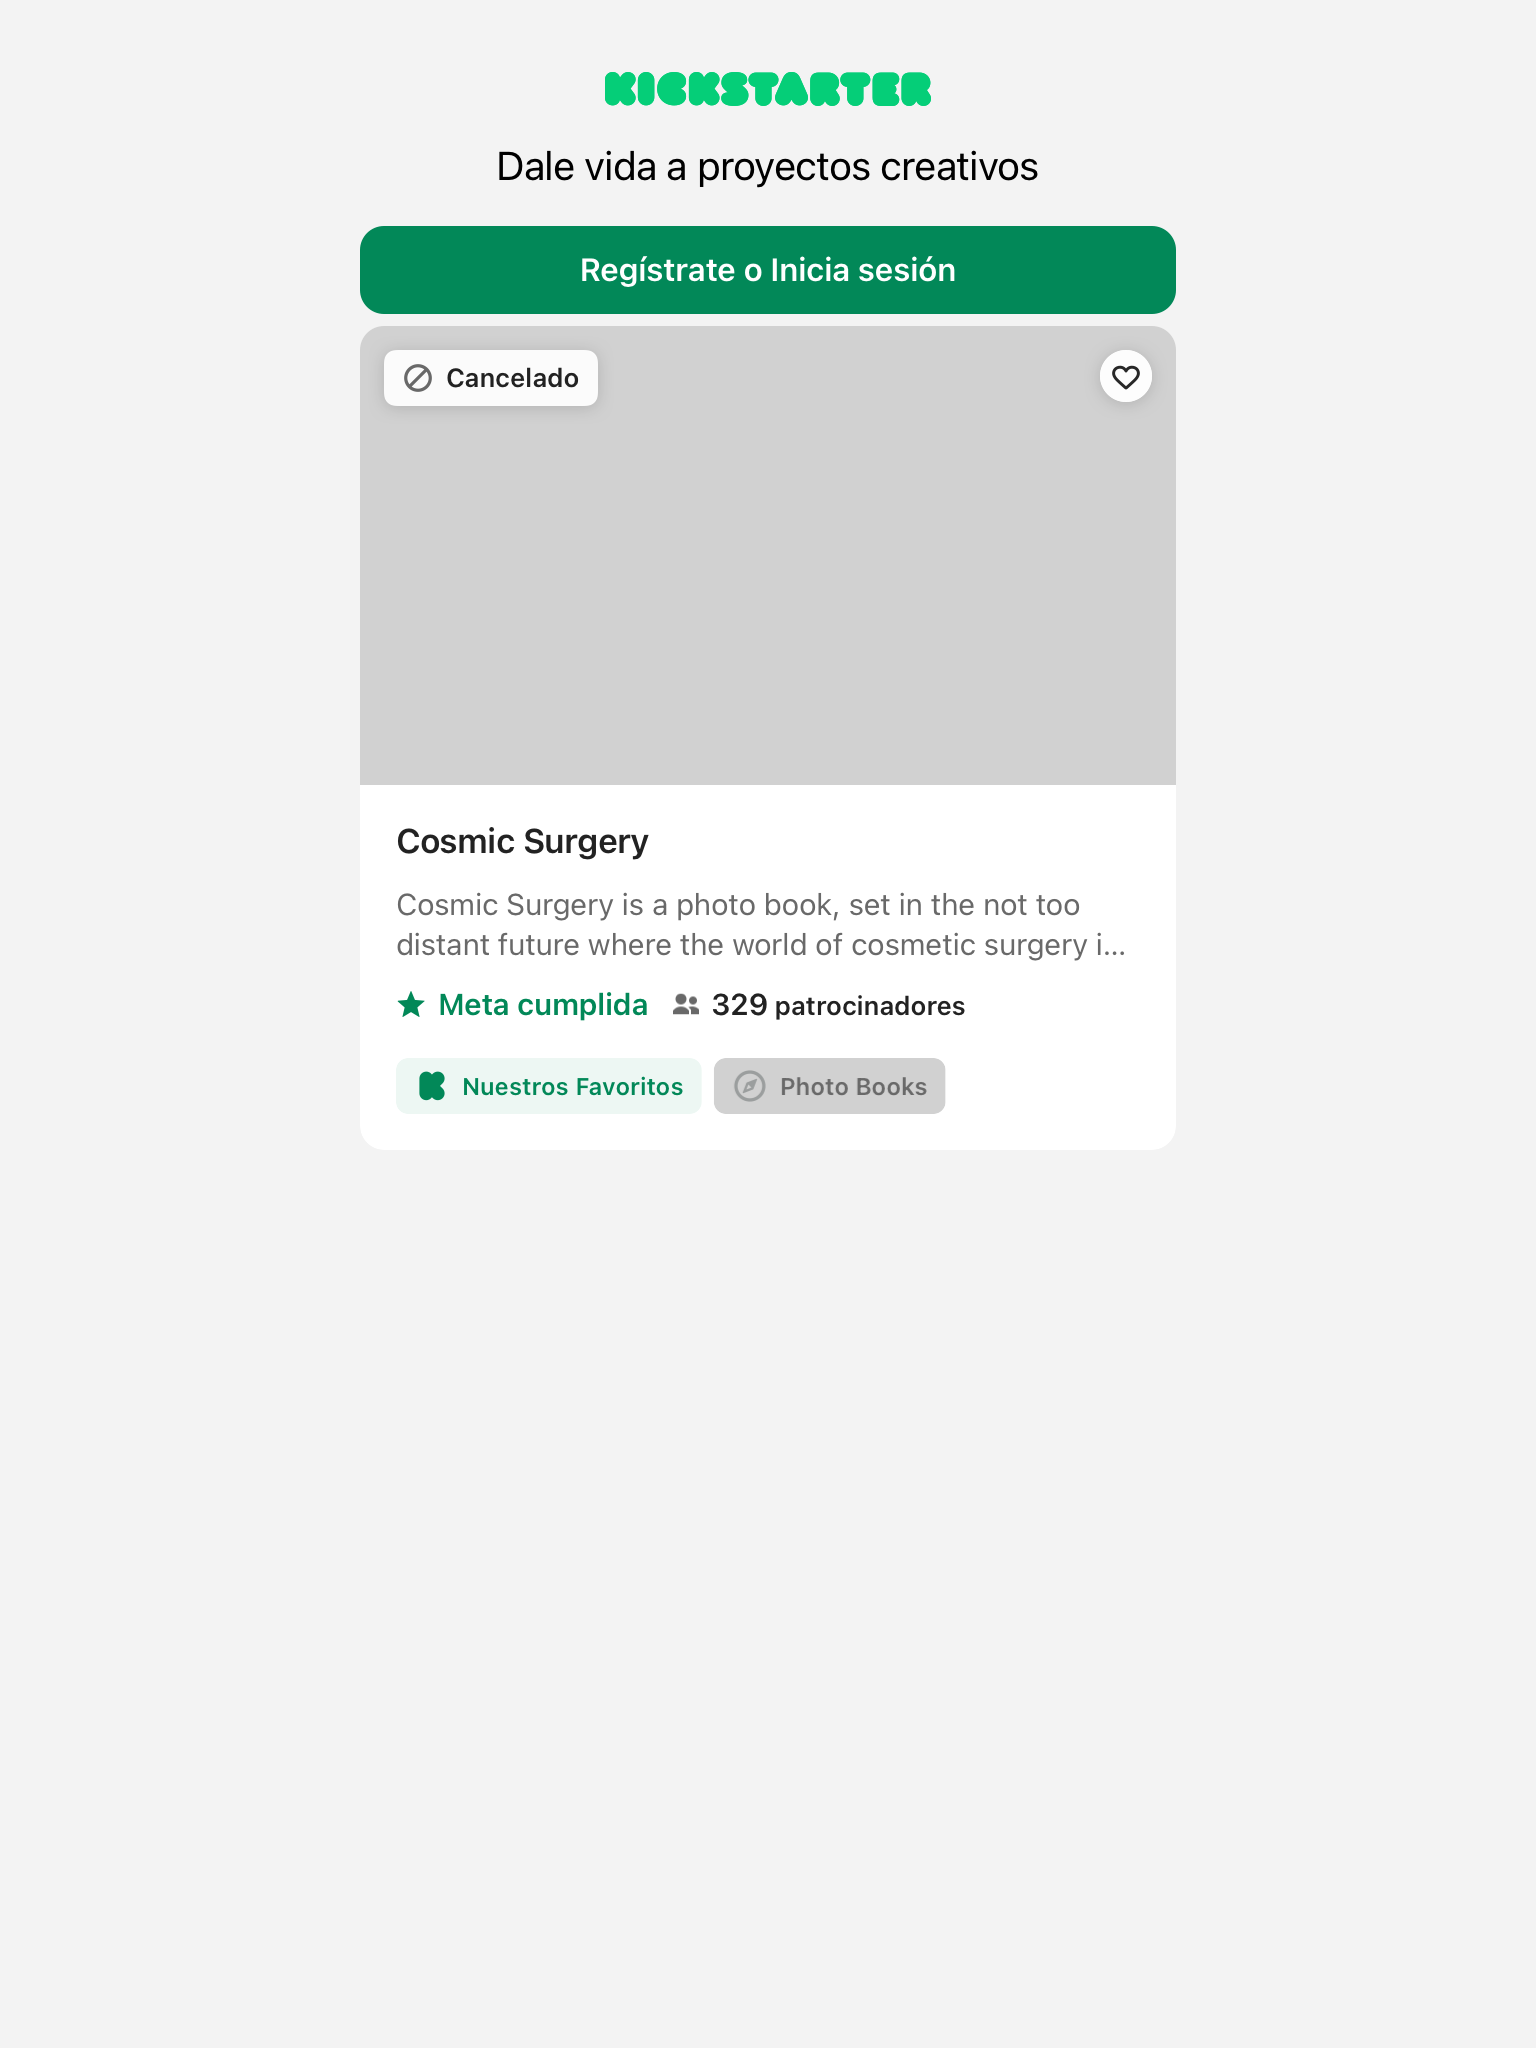 KICKSTARTER
Dale vida a proyectos creativos
Regístrate o Inicia sesión
Cancelado
Cosmic Surgery
Cosmic Surgery is a photo book, set in the not too
distant future where the world of cosmetic surgery i...
Meta cumplida 329 patrocinadores
Nuestros Favoritos Photo Books